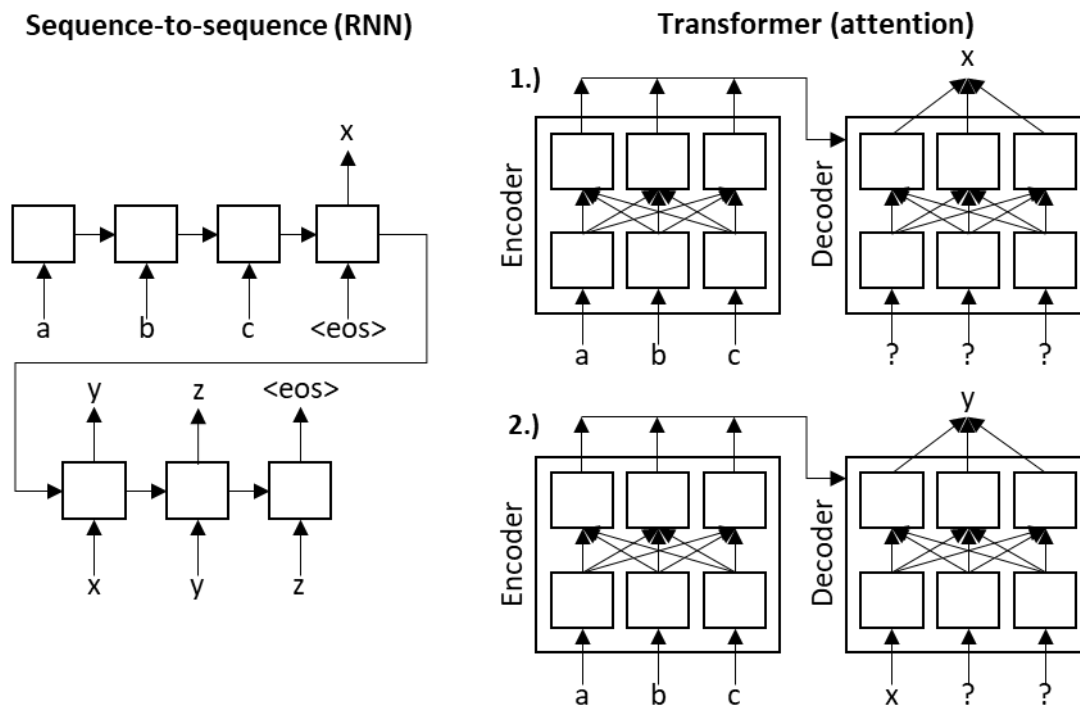 Sequence-to-sequence (RNN)
x
a b c <eos>
y z <eos>
x y z
Transformer (attention)
1.)
x
Encoder
Decoder
a b c ? ? ?
2.)
y
Encoder
Decoder
a b c x ? ?